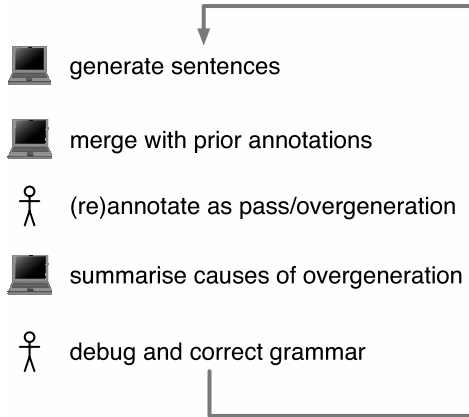 generate sentences
merge with prior annotations
(re)annotate as pass/overgeneration
summarise causes of overgeneration
debug and correct grammar